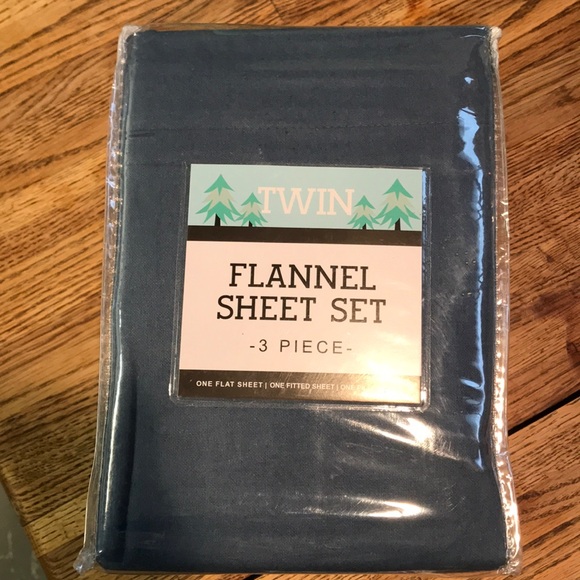 TWIN
FLANNEL
SHEET SET
-3 PIECE-
ONE FLAT SHEET | ONE FITTED SHEET | ONE